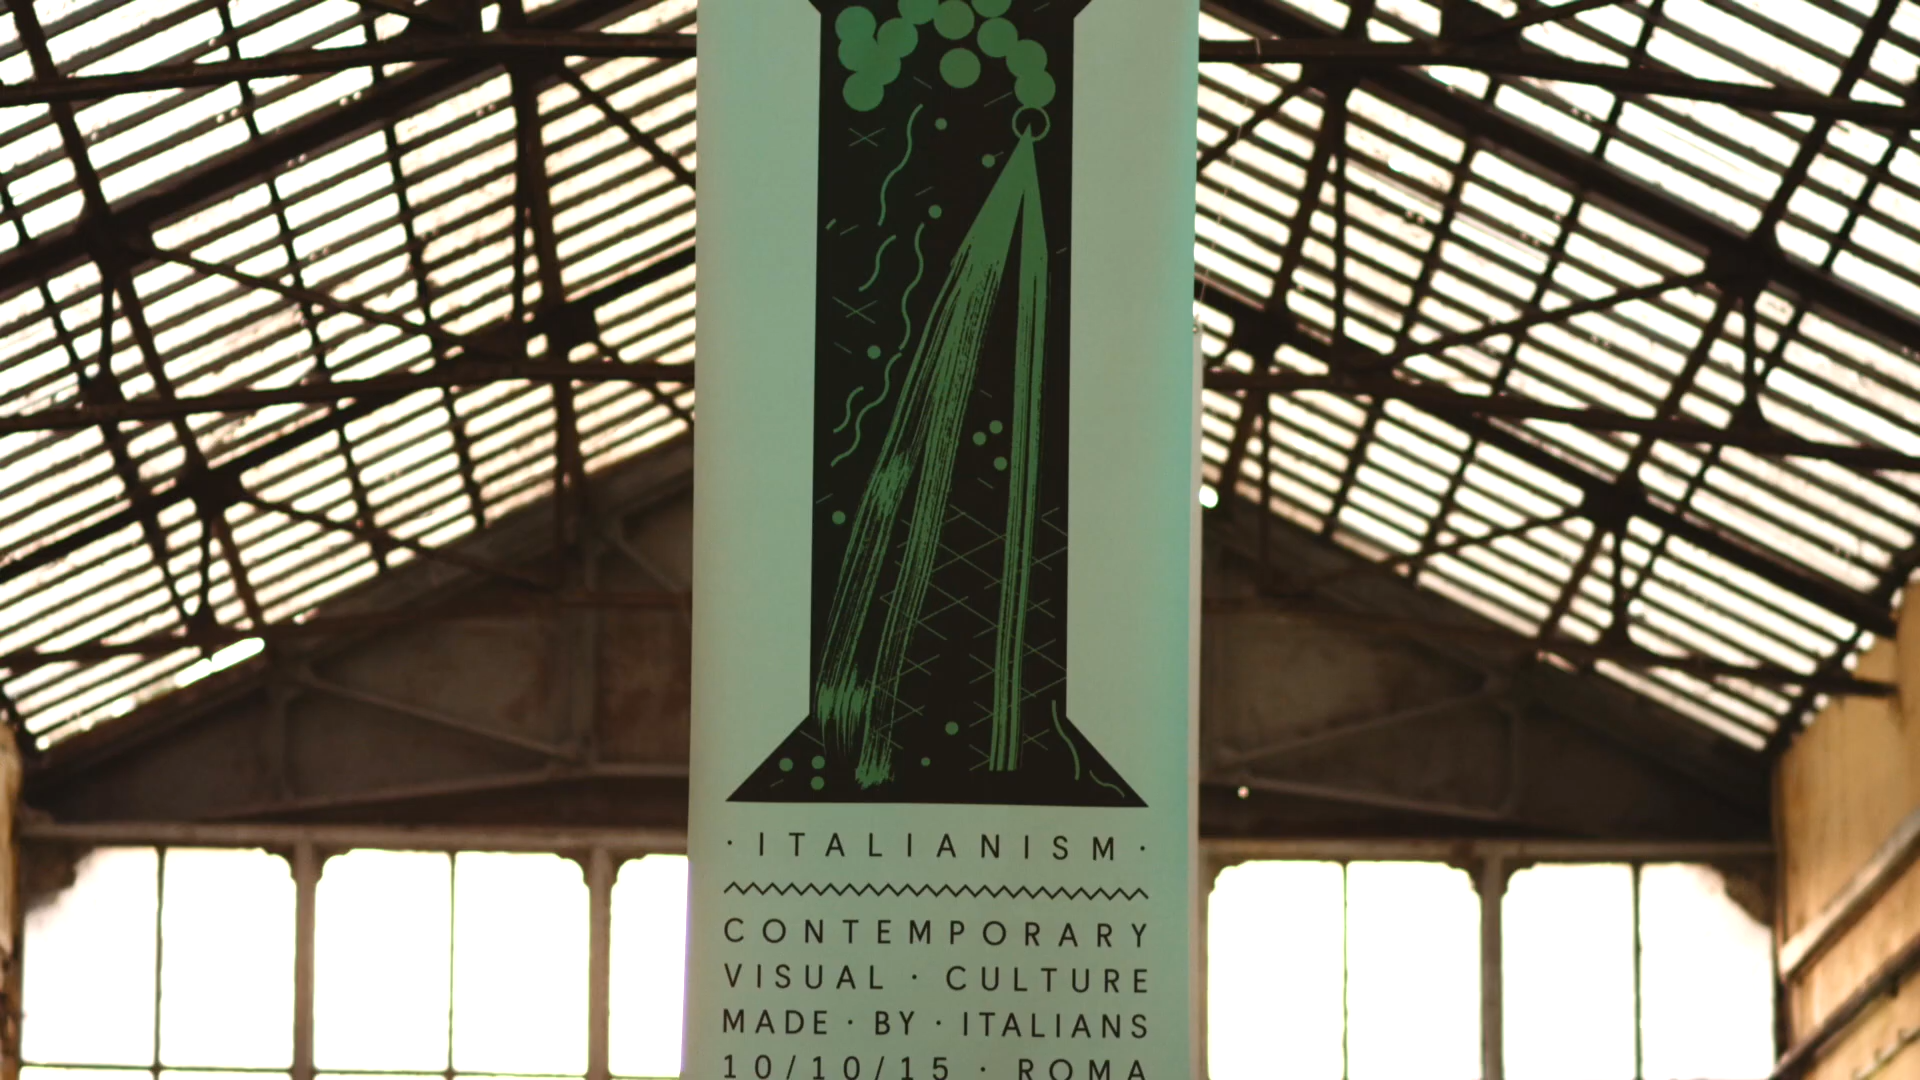 · ITALIANISM ·
CONTEMPORARY
VISUAL · CULTURE
MADE · BY · ITALIANS
10/10/15 · ROMA